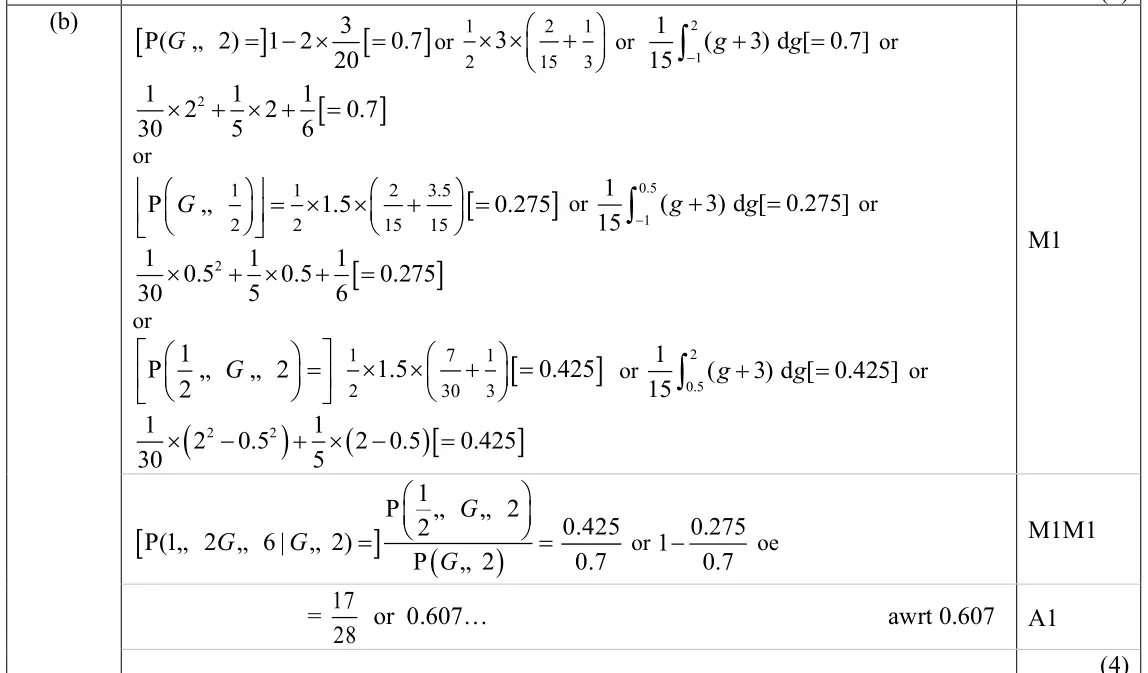 (b)
[P(G ,, 2) =]1−2×3/20[= 0.7] or 1/2×3×(2/15+1/3) or 1/15∫₋₁²(g+3) dg[= 0.7] or
1/30×2²+1/5×2+1/6[= 0.7]
or
[P(G ,, 1/2)]=1/2×1.5×(2/15+3.5/15)[= 0.275] or 1/15∫₋₁^0.5(g+3) dg[= 0.275] or
1/30×0.5²+1/5×0.5+1/6[= 0.275]
or
[P(1/2 ,, G ,, 2)=] 1/2×1.5×(7/30+1/3)[= 0.425] or 1/15∫_0.5^2(g+3) dg[= 0.425] or
1/30×(2²−0.5²)+1/5×(2−0.5)[= 0.425]
M1
[P(1,, 2G,, 6 | G,, 2)=] P(1/2,, G,, 2)/P(G,, 2) = 0.425/0.7 or 1−0.275/0.7 oe
M1M1
= 17/28 or 0.607… awrt 0.607
A1
(4)